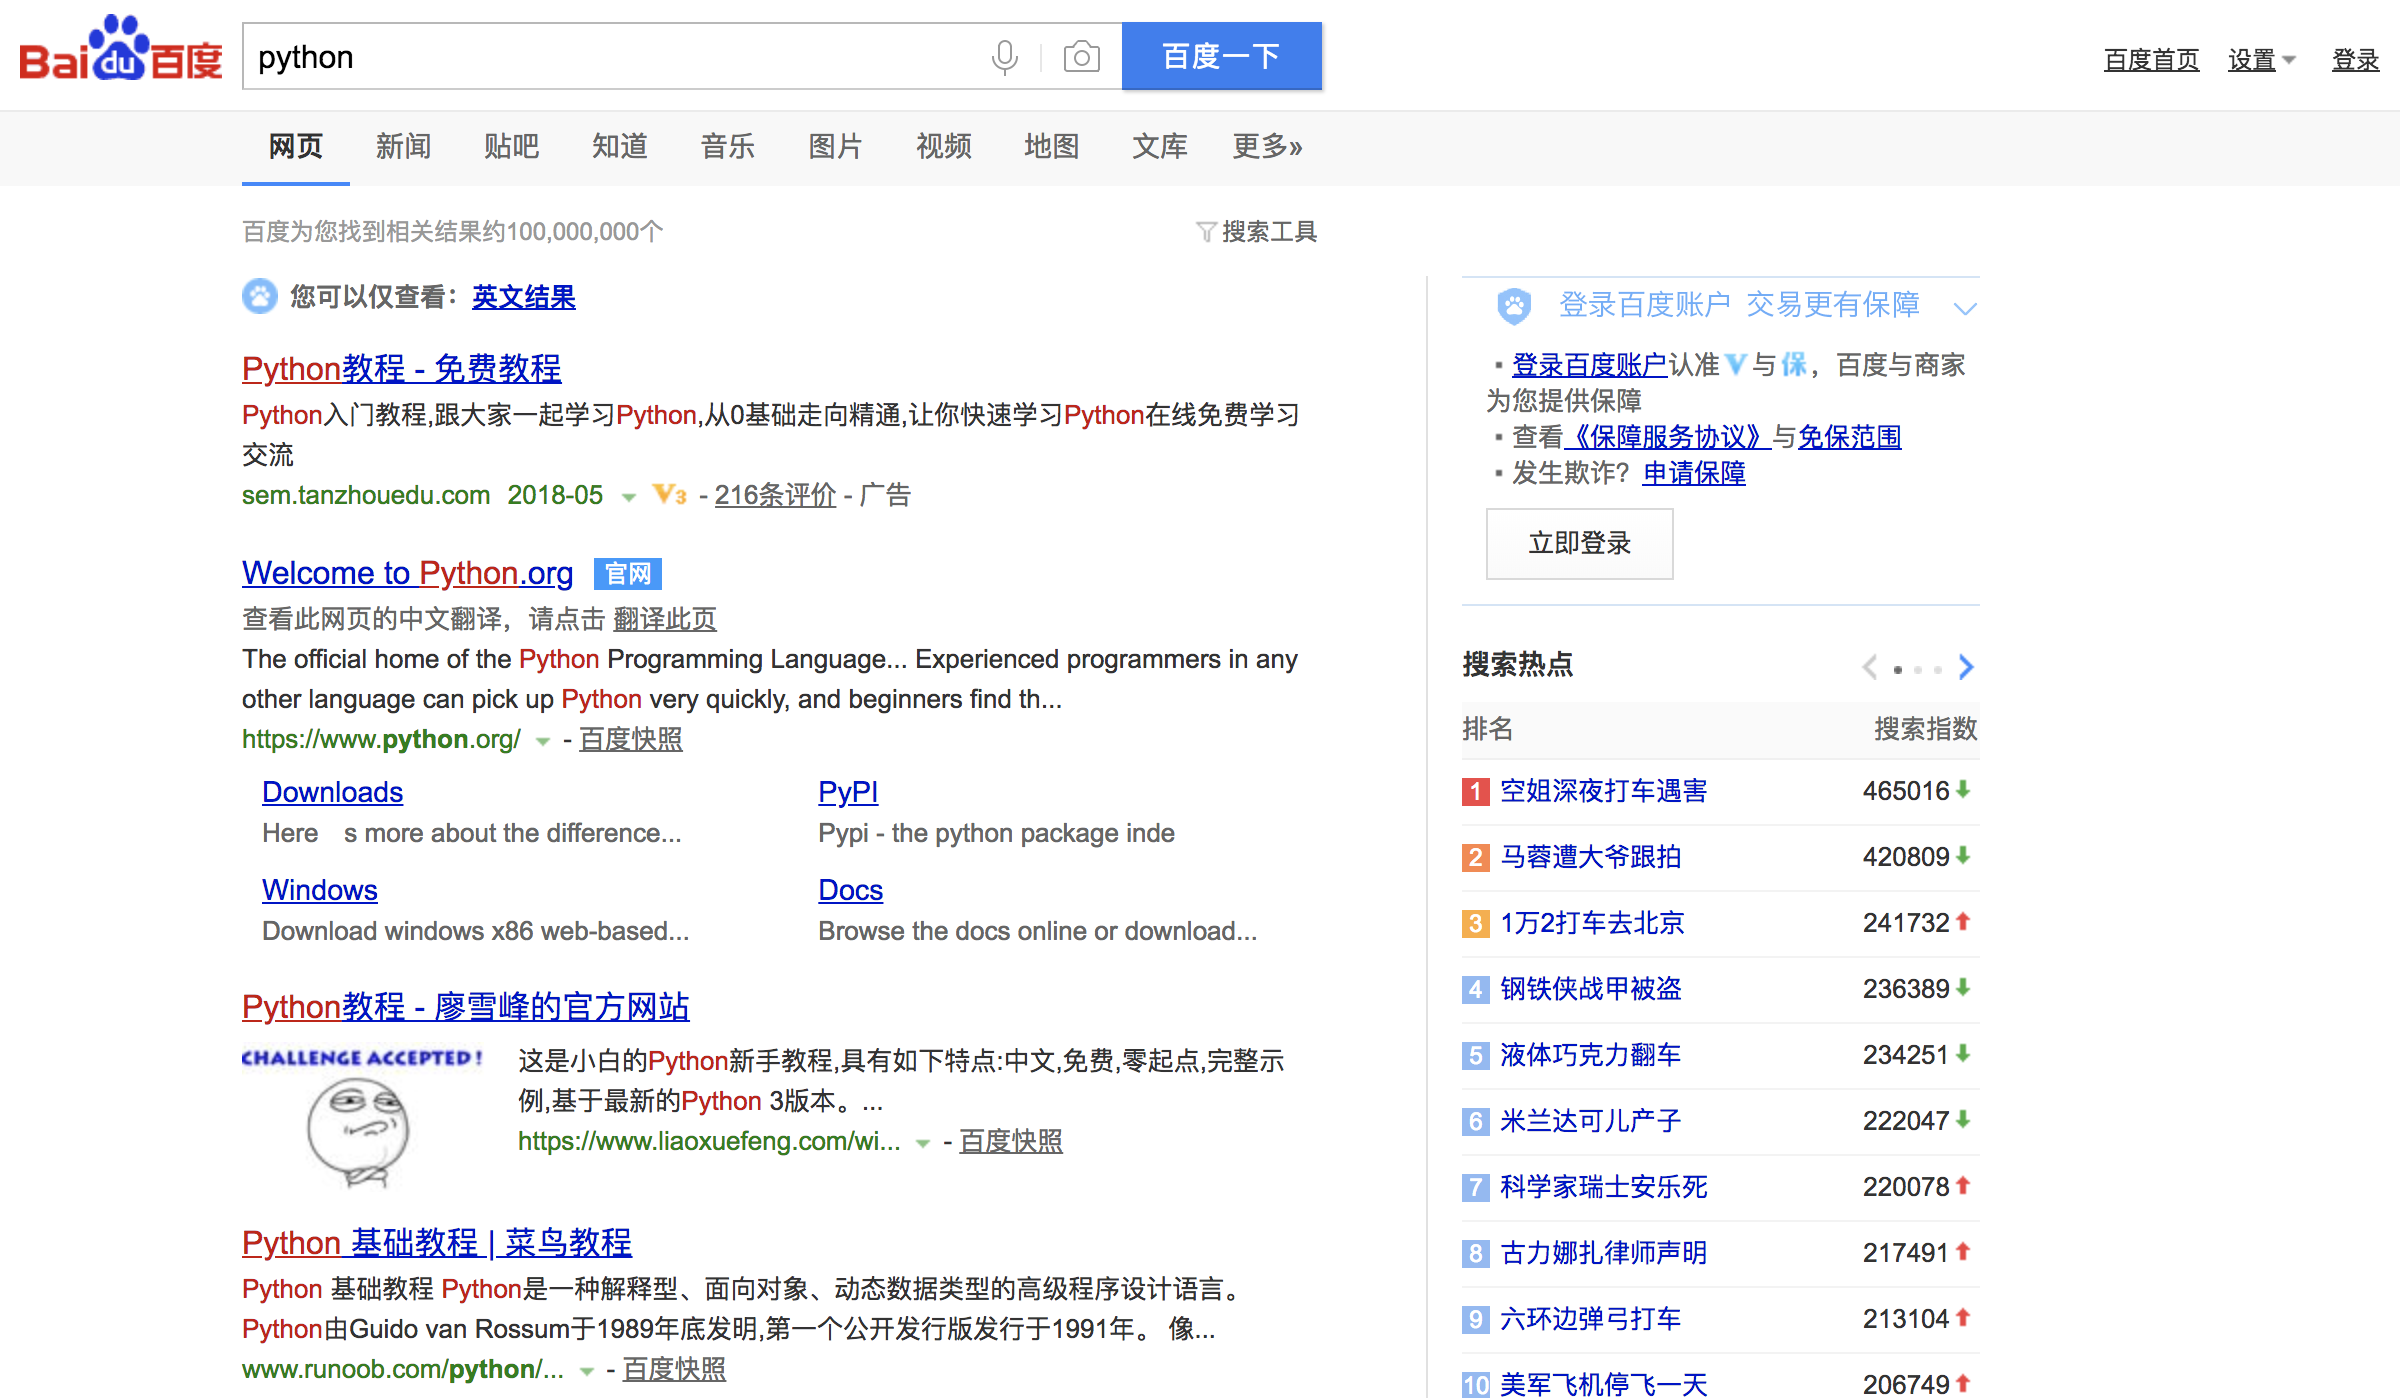 Baidu百度
python
百度一下
百度首页 设置 登录
网页 新闻 贴吧 知道 音乐 图片 视频 地图 文库 更多»
百度为您找到相关结果约100,000,000个
搜索工具
您可以仅查看：英文结果
Python教程 - 免费教程
Python入门教程,跟大家一起学习Python,从0基础走向精通,让你快速学习Python在线免费学习
交流
sem.tanzhouedu.com 2018-05 V3 - 216条评价 - 广告
Welcome to Python.org 官网
查看此网页的中文翻译，请点击 翻译此页
The official home of the Python Programming Language... Experienced programmers in any
other language can pick up Python very quickly, and beginners find th...
https://www.python.org/ - 百度快照
Downloads
Here s more about the difference...
PyPI
Pypi - the python package inde
Windows
Download windows x86 web-based...
Docs
Browse the docs online or download...
Python教程 - 廖雪峰的官方网站
CHALLENGE ACCEPTED!
这是小白的Python新手教程,具有如下特点:中文,免费,零起点,完整示
例,基于最新的Python 3版本。...
https://www.liaoxuefeng.com/wi... - 百度快照
Python 基础教程 | 菜鸟教程
Python 基础教程 Python是一种解释型、面向对象、动态数据类型的高级程序设计语言。
Python由Guido van Rossum于1989年底发明,第一个公开发行版发行于1991年。 像...
www.runoob.com/python/... - 百度快照
登录百度账户 交易更有保障
▪ 登录百度账户认准V与保，百度与商家
为您提供保障
▪ 查看《保障服务协议》与免保范围
▪ 发生欺诈？申请保障
立即登录
搜索热点
排名 搜索指数
1 空姐深夜打车遇害 465016
2 马蓉遭大爷跟拍 420809
3 1万2打车去北京 241732
4 钢铁侠战甲被盗 236389
5 液体巧克力翻车 234251
6 米兰达可儿产子 222047
7 科学家瑞士安乐死 220078
8 古力娜扎律师声明 217491
9 六环边弹弓打车 213104
10 美军飞机停飞一天 206749